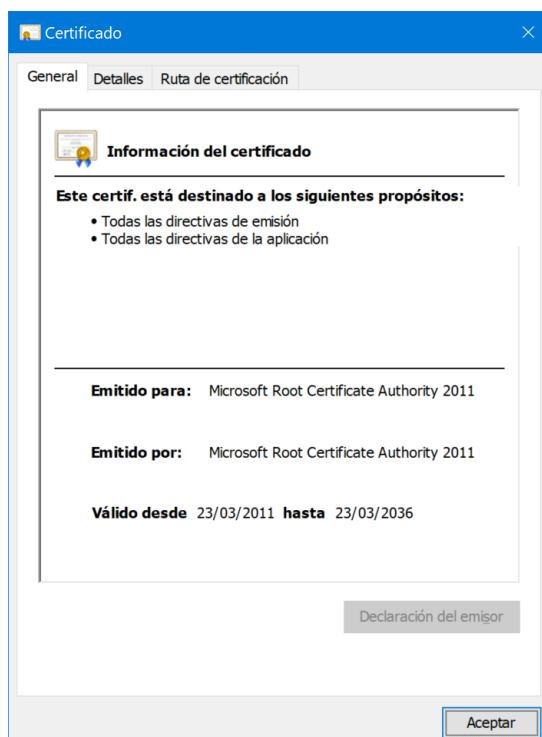 Certificado
General Detalles Ruta de certificación
Información del certificado
Este certif. está destinado a los siguientes propósitos:
• Todas las directivas de emisión
• Todas las directivas de la aplicación
Emitido para: Microsoft Root Certificate Authority 2011
Emitido por: Microsoft Root Certificate Authority 2011
Válido desde 23/03/2011 hasta 23/03/2036
Declaración del emisor
Aceptar